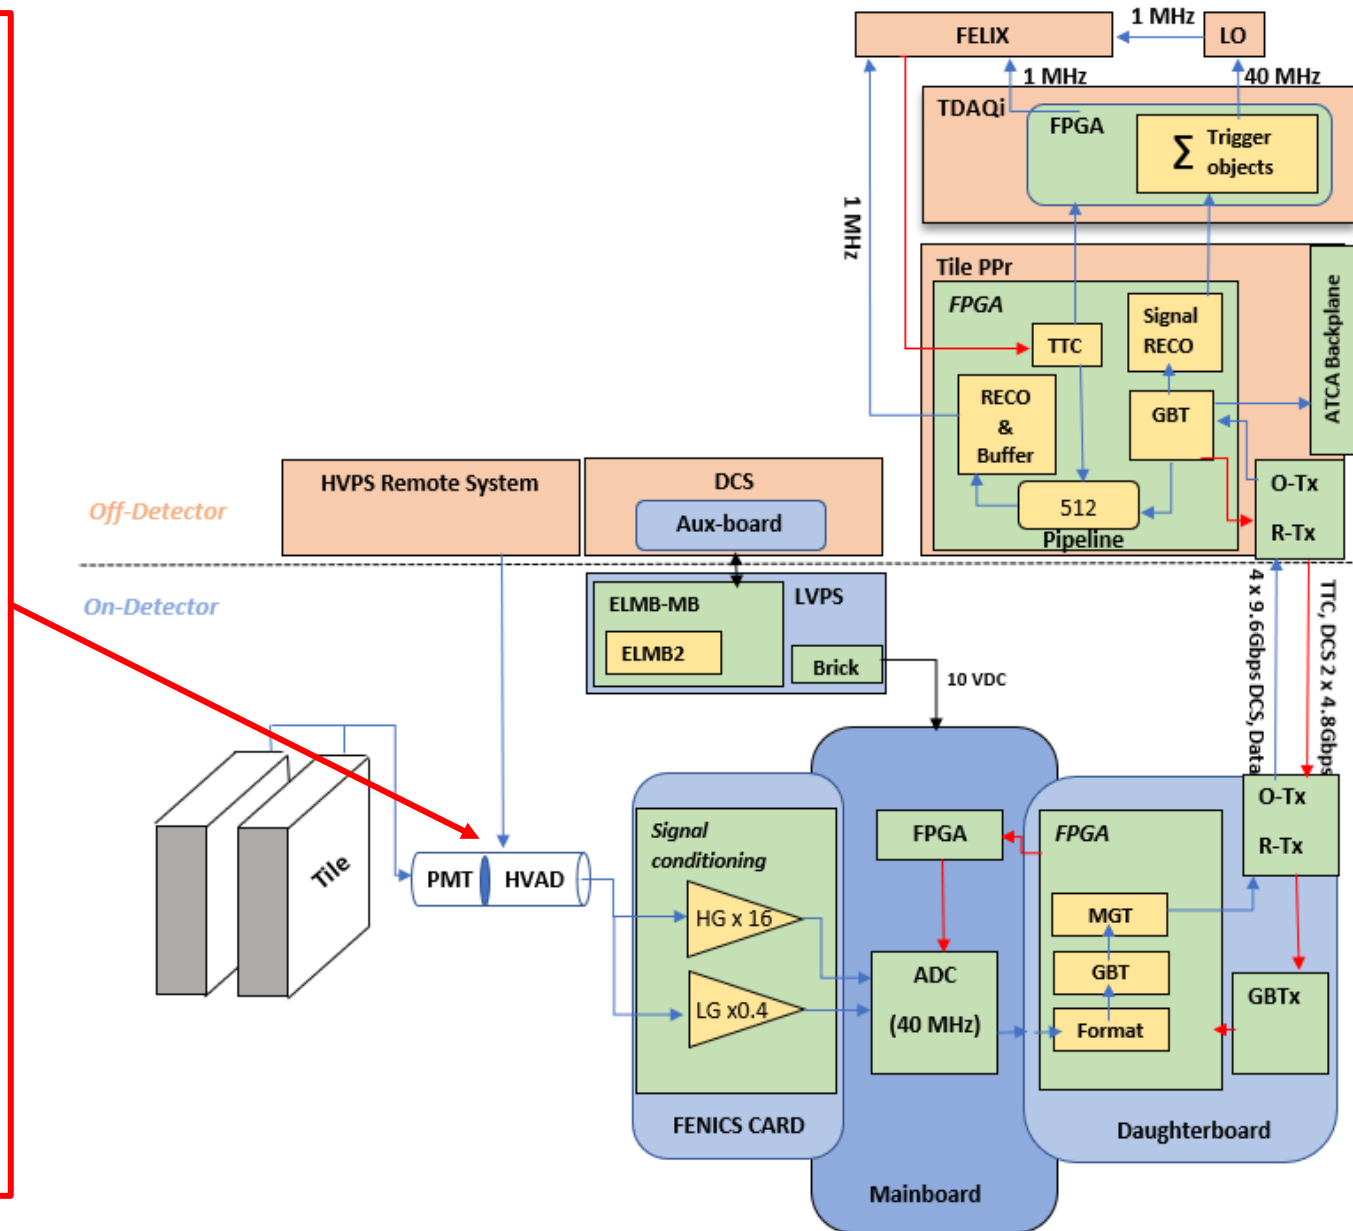 1 MHz
FELIX
LO
1 MHz
40 MHz
TDAQi
FPGA
Σ Trigger
objects
1 MHz
Tile PPr
FPGA
Signal
RECO
TTC
ATCA Backplane
RECO
&
Buffer
GBT
HVPS Remote System
DCS
O-Tx
Off-Detector
Aux-board
512
R-Tx
Pipeline
On-Detector
ELMB-MB
LVPS
ELMB2
Brick
10 VDC
4 x 9.6Gbps DCS, Data
TTC, DCS 2 x 4.8Gbps
O-Tx
Signal
conditioning
FPGA
FPGA
R-Tx
Tile
PMT
HVAD
HG x 16
MGT
ADC
GBT
GBTx
LG x0.4
(40 MHz)
Format
FENICS CARD
Daughterboard
Mainboard